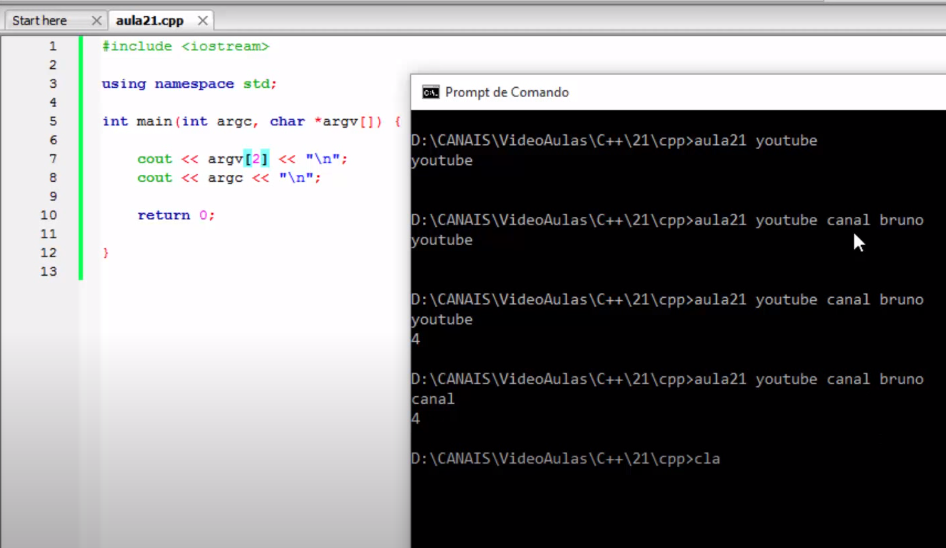 Start here
aula21.cpp
1 #include <iostream>
2
3 using namespace std;
4
5 int main(int argc, char *argv[]) {
6
7 cout << argv[2] << "\n";
8 cout << argc << "\n";
9
10 return 0;
11
12 }
13
Prompt de Comando
D:\CANAIS\VideoAulas\C++\21\cpp>aula21 youtube
youtube
D:\CANAIS\VideoAulas\C++\21\cpp>aula21 youtube canal bruno
youtube
D:\CANAIS\VideoAulas\C++\21\cpp>aula21 youtube canal bruno
youtube
4
D:\CANAIS\VideoAulas\C++\21\cpp>aula21 youtube canal bruno
canal
4
D:\CANAIS\VideoAulas\C++\21\cpp>cla